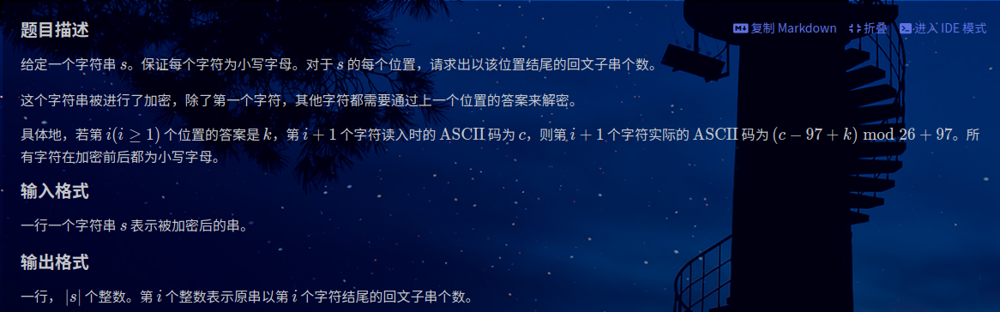 题目描述
复制 Markdown 折叠 进入 IDE 模式
给定一个字符串 s。保证每个字符为小写字母。对于 s 的每个位置，请求出以该位置结尾的回文子串个数。
这个字符串被进行了加密，除了第一个字符，其他字符都需要通过上一个位置的答案来解密。
具体地，若第 i(i ≥ 1) 个位置的答案是 k，第 i + 1 个字符读入时的 ASCII 码为 c，则第 i + 1 个字符实际的 ASCII 码为 (c − 97 + k) mod 26 + 97。所
有字符在加密前后都为小写字母。
输入格式
一行一个字符串 s 表示被加密后的串。
输出格式
一行， |s| 个整数。第 i 个整数表示原串以第 i 个字符结尾的回文子串个数。